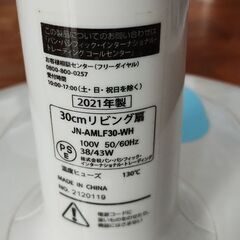 この製品についてのお問い合わせは
「パン・パシフィック・インターナショナル・
トレーディング コールセンター」
お客様相談センター(フリーダイヤル)
0800-800-0257
受付時間
10:00-17:00(土・日・祝日を除く)
2021年製
30cmリビング扇
JN-AMLF30-WH
100V 50/60Hz
38/43W
PSE
株式会社パン・パシフィック・
インターナショナル・トレーディング
温度ヒューズ 130℃
MADE IN CHINA
NO. 2120119